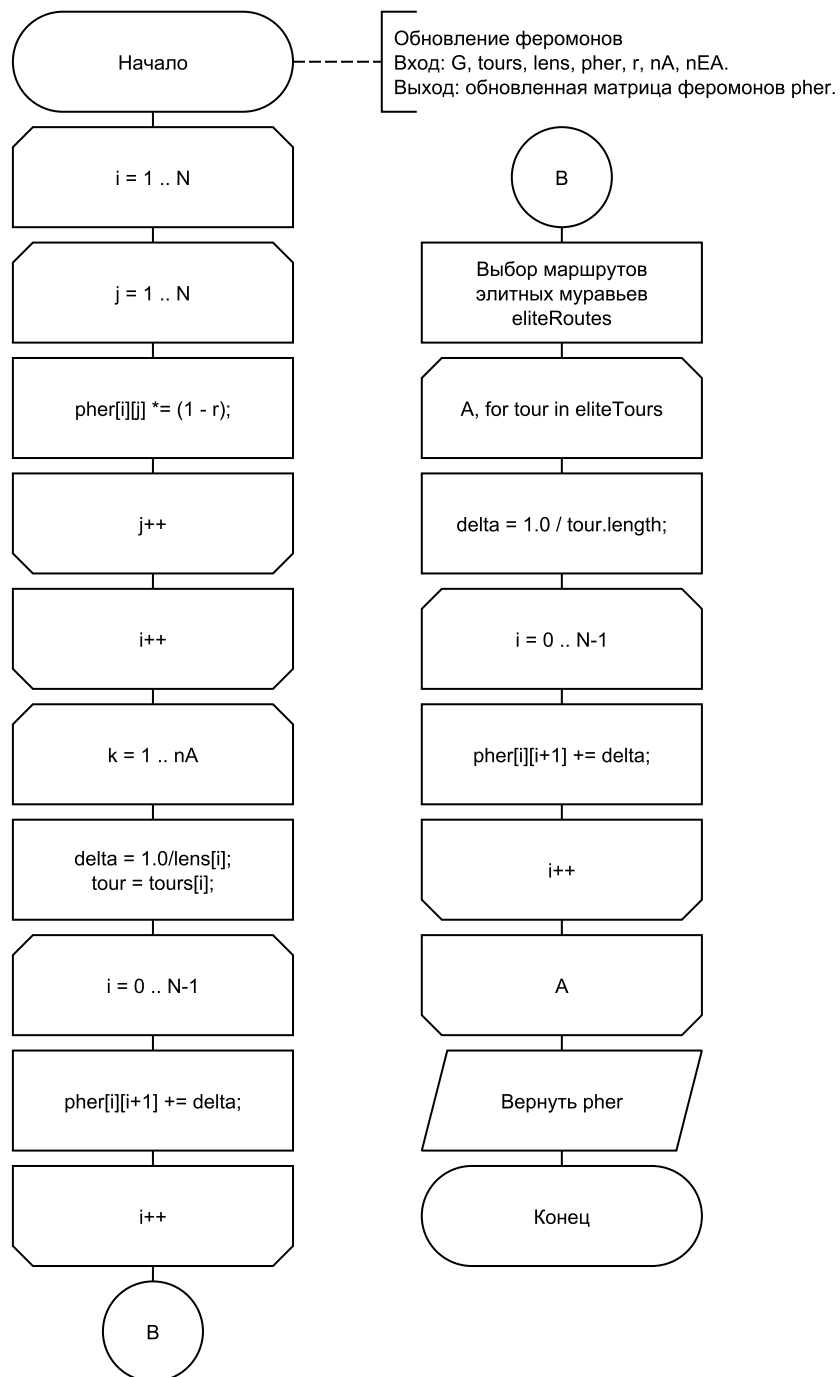 Начало
Обновление феромонов
Вход: G, tours, lens, pher, r, nA, nEA.
Выход: обновленная матрица феромонов pher.
i = 1 .. N
j = 1 .. N
pher[i][j] *= (1 - r);
j++
i++
k = 1 .. nA
delta = 1.0/lens[i];
tour = tours[i];
i = 0 .. N-1
pher[i][i+1] += delta;
i++
B
B
Выбор маршрутов
элитных муравьев
eliteRoutes
A, for tour in eliteTours
delta = 1.0 / tour.length;
i = 0 .. N-1
pher[i][i+1] += delta;
i++
A
Вернуть pher
Конец